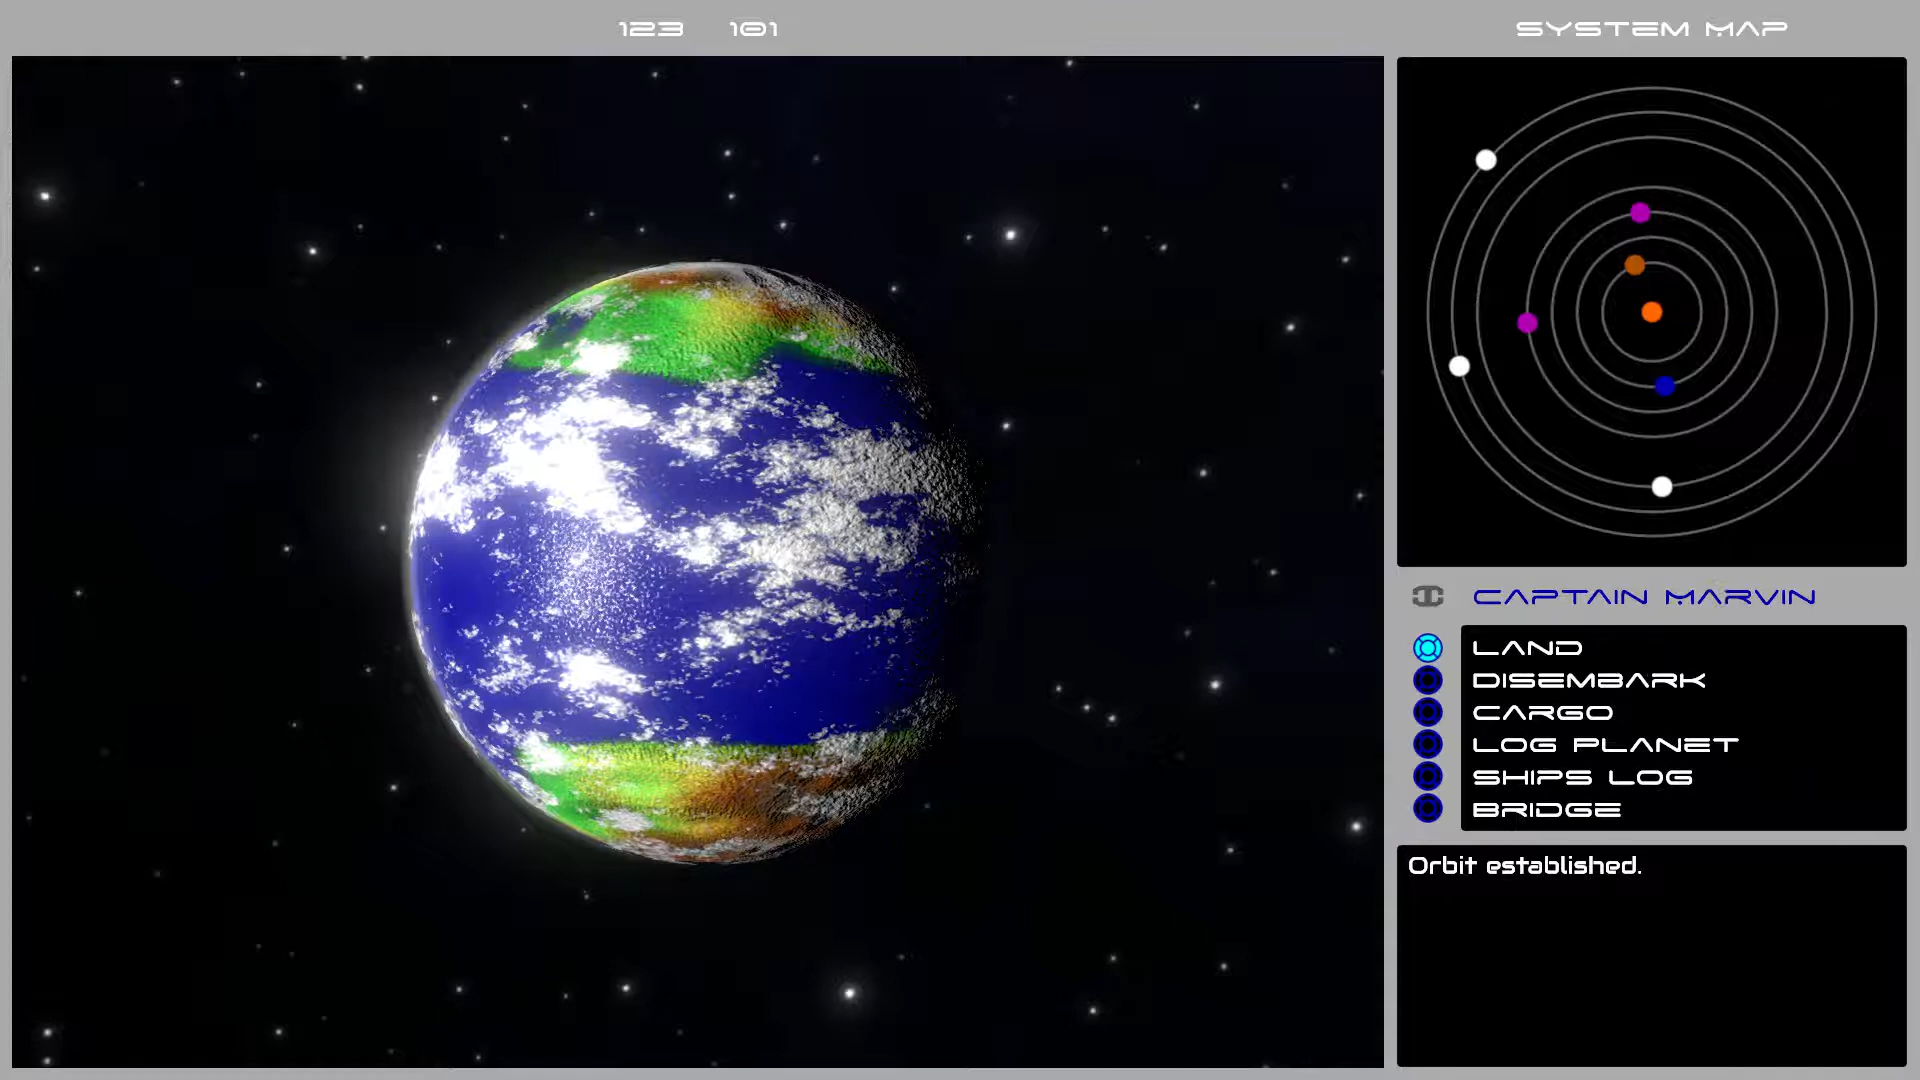 123 101
SYSTEM MAP
CAPTAIN MARVIN
LAND
DISEMBARK
CARGO
LOG PLANET
SHIPS LOG
BRIDGE
Orbit established.